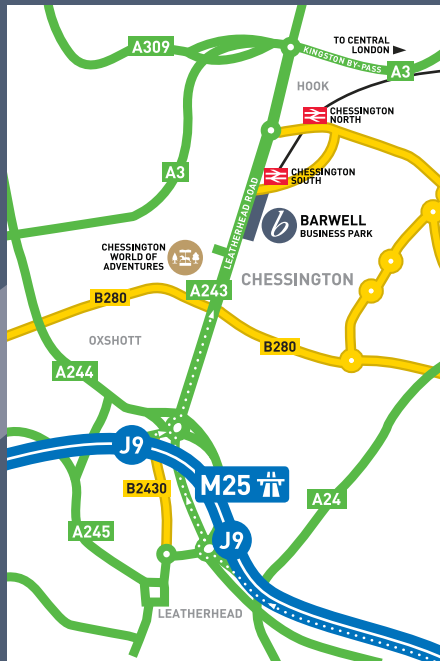 A309
TO CENTRAL
LONDON
KINGSTON BY-PASS
A3
HOOK
CHESSINGTON
NORTH
A3
CHESSINGTON
SOUTH
LEATHERHEAD ROAD
b
BARWELL
BUSINESS PARK
CHESSINGTON
WORLD OF
ADVENTURES
CHESSINGTON
A243
B280
OXSHOTT
B280
A244
J9
B2430
M25
A24
A245
J9
LEATHERHEAD